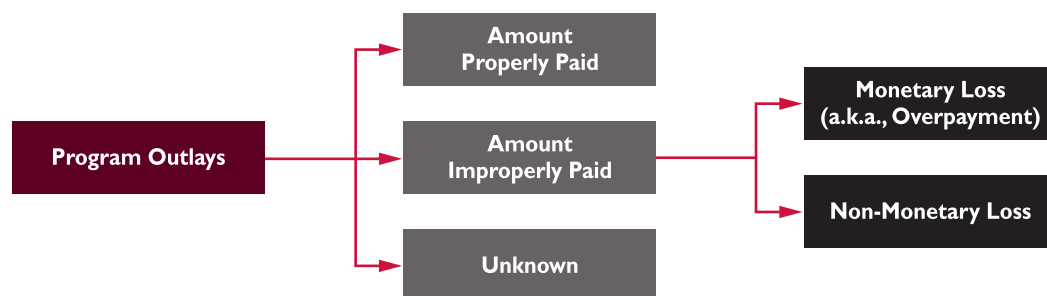 Program Outlays
Amount
Properly Paid
Amount
Improperly Paid
Unknown
Monetary Loss
(a.k.a., Overpayment)
Non-Monetary Loss